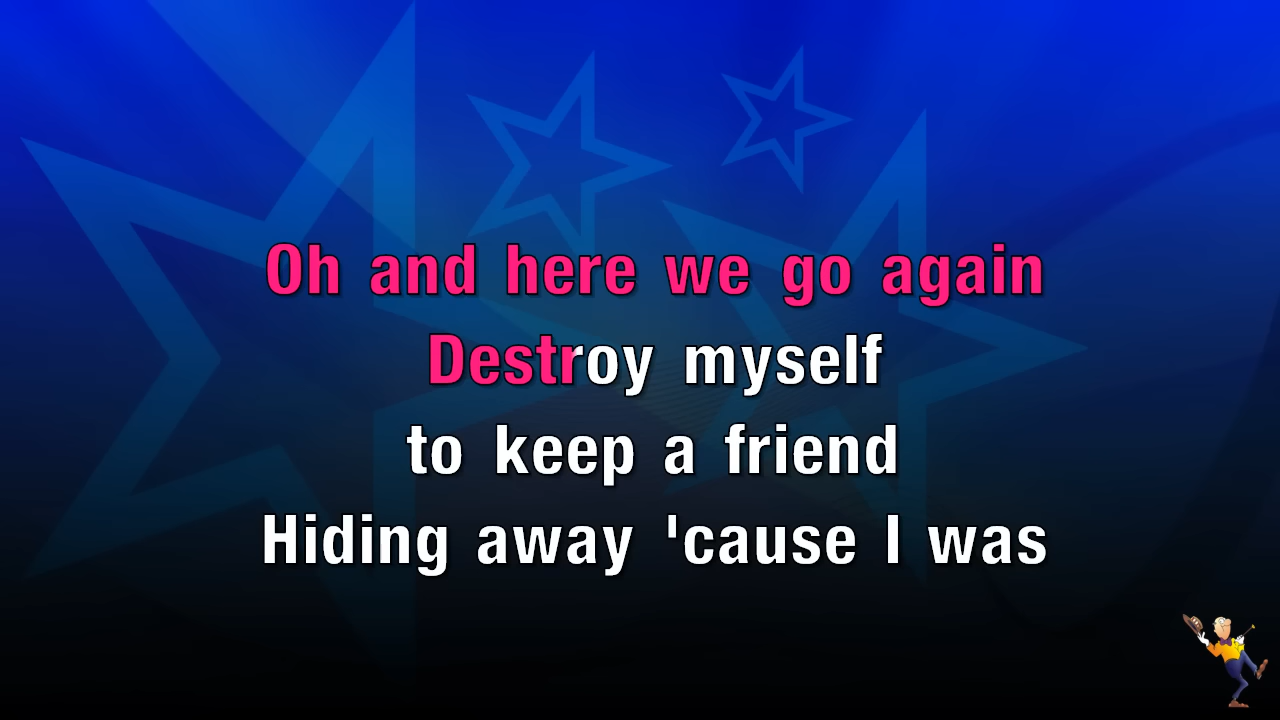 Oh and here we go again
Destroy myself
to keep a friend
Hiding away 'cause I was